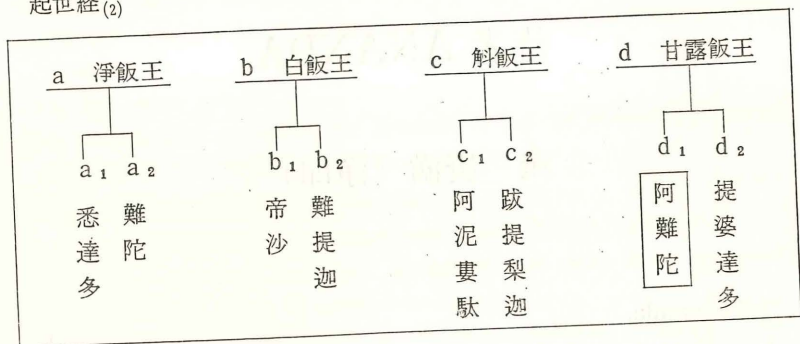 起世経(2)
a 淨飯王
b 白飯王
c 斛飯王
d 甘露飯王
a1 a2
b1 b2
c1 c2
d1 d2
悉達多
難陀
帝沙
難提迦
阿泥婁駄
跋提梨迦
阿難陀
提婆達多